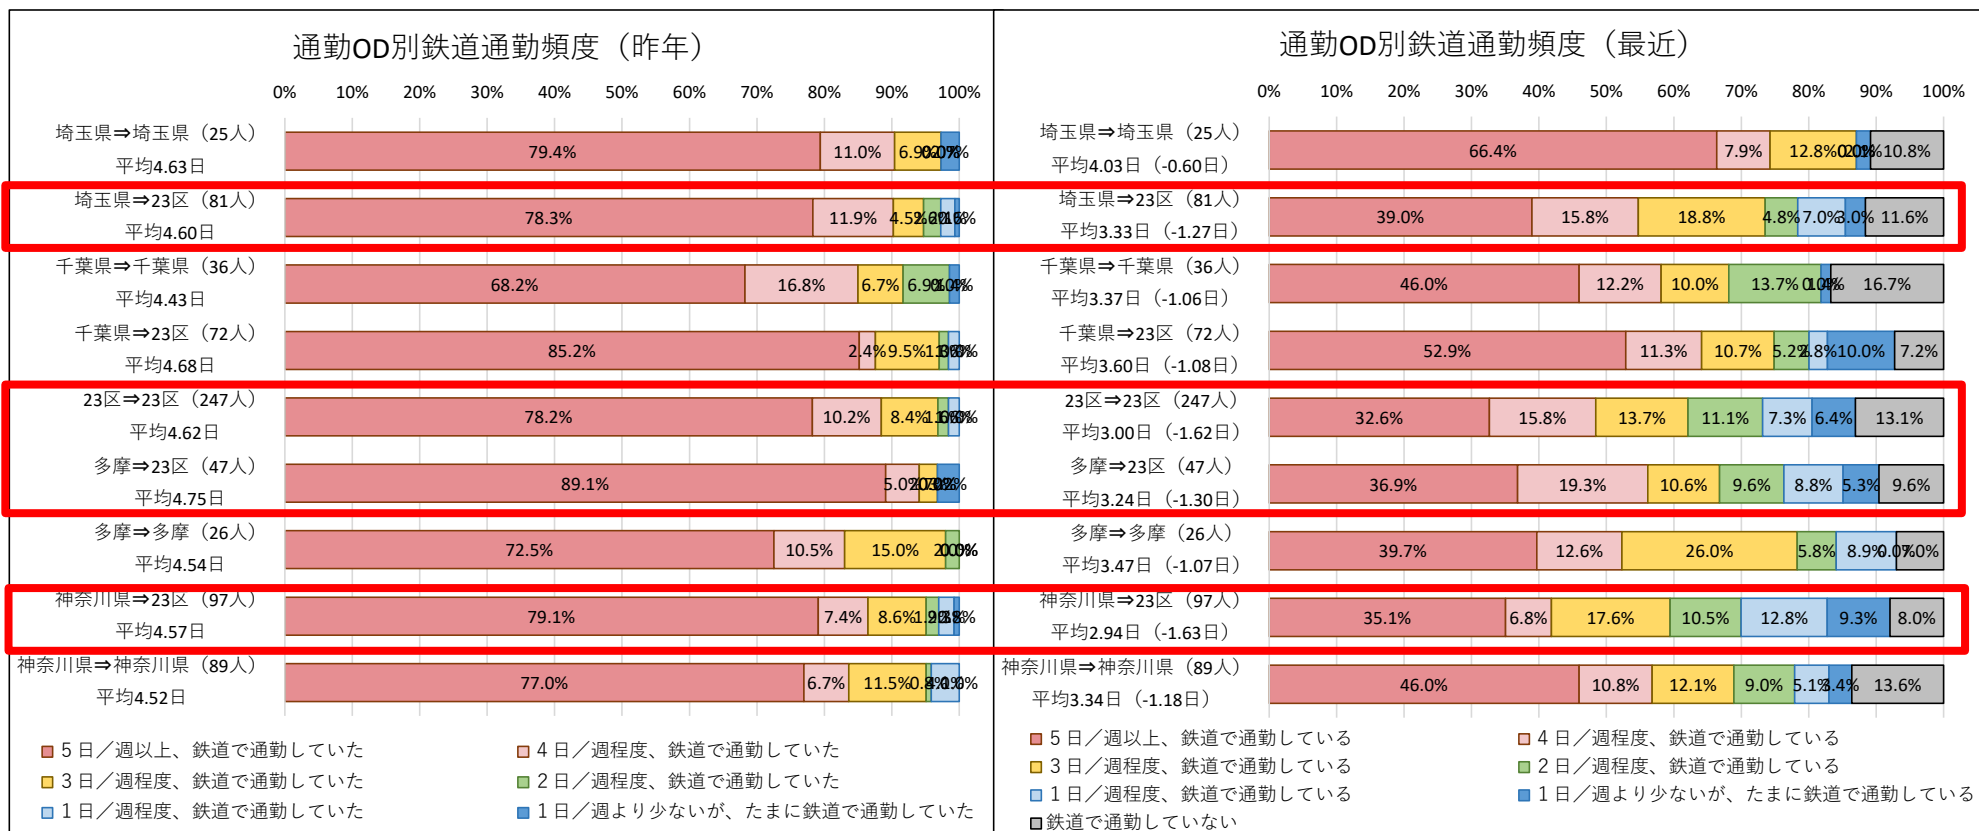 通勤OD別鉄道通勤頻度（昨年）
0% 10% 20% 30% 40% 50% 60% 70% 80% 90% 100%
埼玉県⇒埼玉県（25人）
平均4.63日
79.4% 11.0% 6.9%
埼玉県⇒23区（81人）
平均4.60日
78.3% 11.9% 4.5%
千葉県⇒千葉県（36人）
平均4.43日
68.2% 16.8% 6.7% 6.9%
千葉県⇒23区（72人）
平均4.68日
85.2% 2.4% 9.5%
23区⇒23区（247人）
平均4.62日
78.2% 10.2% 8.4%
多摩⇒23区（47人）
平均4.75日
89.1% 5.0%
多摩⇒多摩（26人）
平均4.54日
72.5% 10.5% 15.0%
神奈川県⇒23区（97人）
平均4.57日
79.1% 7.4% 8.6%
神奈川県⇒神奈川県（89人）
平均4.52日
77.0% 6.7% 11.5%
５日／週以上、鉄道で通勤していた
４日／週程度、鉄道で通勤していた
３日／週程度、鉄道で通勤していた
２日／週程度、鉄道で通勤していた
１日／週程度、鉄道で通勤していた
１日／週より少ないが、たまに鉄道で通勤していた
通勤OD別鉄道通勤頻度（最近）
0% 10% 20% 30% 40% 50% 60% 70% 80% 90% 100%
埼玉県⇒埼玉県（25人）
平均4.03日（-0.60日）
66.4% 7.9% 12.8% 10.8%
埼玉県⇒23区（81人）
平均3.33日（-1.27日）
39.0% 15.8% 18.8% 4.8% 7.0% 3.0% 11.6%
千葉県⇒千葉県（36人）
平均3.37日（-1.06日）
46.0% 12.2% 10.0% 13.7% 16.7%
千葉県⇒23区（72人）
平均3.60日（-1.08日）
52.9% 11.3% 10.7% 5.2% 2.8% 10.0% 7.2%
23区⇒23区（247人）
平均3.00日（-1.62日）
32.6% 15.8% 13.7% 11.1% 7.3% 6.4% 13.1%
多摩⇒23区（47人）
平均3.24日（-1.30日）
36.9% 19.3% 10.6% 9.6% 8.8% 5.3% 9.6%
多摩⇒多摩（26人）
平均3.47日（-1.07日）
39.7% 12.6% 26.0% 5.8% 8.9% 0.0% 7.0%
神奈川県⇒23区（97人）
平均2.94日（-1.63日）
35.1% 6.8% 17.6% 10.5% 12.8% 9.3% 8.0%
神奈川県⇒神奈川県（89人）
平均3.34日（-1.18日）
46.0% 10.8% 12.1% 9.0% 5.1% 3.4% 13.6%
５日／週以上、鉄道で通勤している
４日／週程度、鉄道で通勤している
３日／週程度、鉄道で通勤している
２日／週程度、鉄道で通勤している
１日／週程度、鉄道で通勤している
１日／週より少ないが、たまに鉄道で通勤している
鉄道で通勤していない